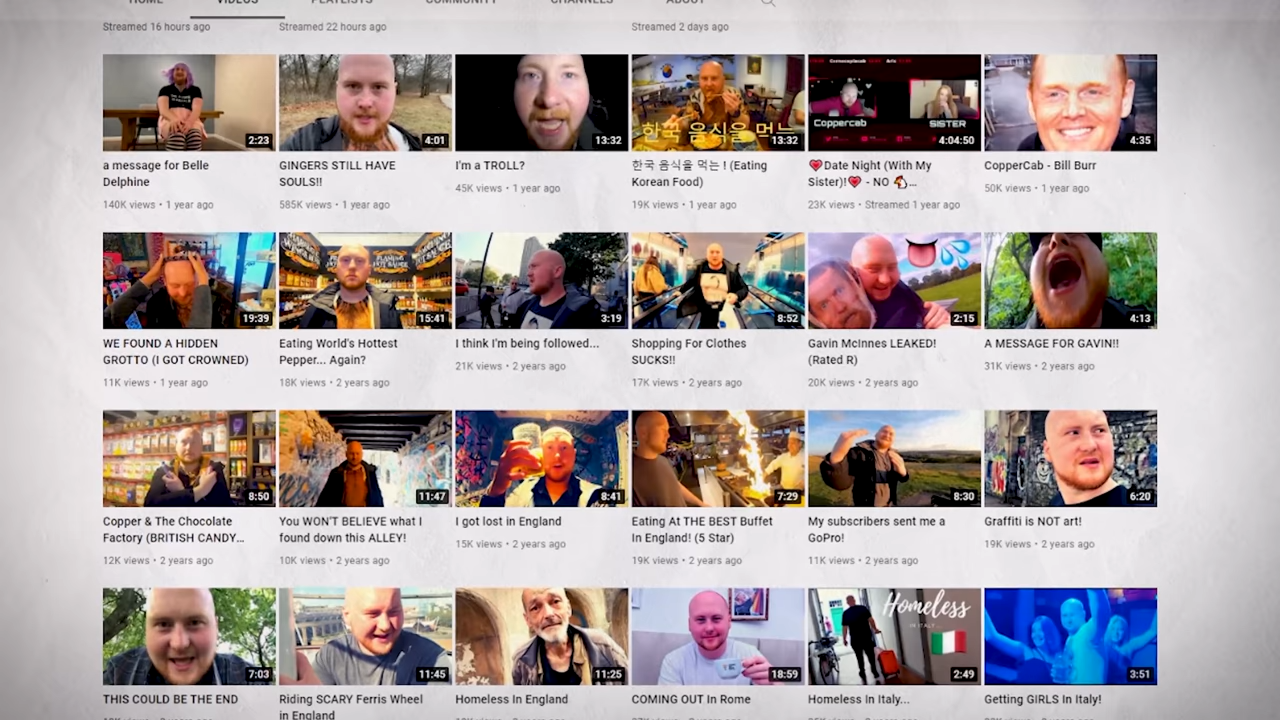 HOME VIDEOS PLAYLISTS COMMUNITY CHANNELS ABOUT
Streamed 16 hours ago
Streamed 22 hours ago
Streamed 2 days ago
2:23
4:01
13:32
한국 음식을 먹는
13:32
Coppercab
SISTER
4:04:50
4:35
a message for Belle
Delphine
140K views • 1 year ago
GINGERS STILL HAVE
SOULS!!
585K views • 1 year ago
I'm a TROLL?
45K views • 1 year ago
한국 음식을 먹는 ! (Eating
Korean Food)
19K views • 1 year ago
❤️Date Night (With My
Sister)!❤️ - NO 🐔...
23K views • Streamed 1 year ago
CopperCab - Bill Burr
50K views • 1 year ago
19:39
15:41
3:19
8:52
2:15
4:13
WE FOUND A HIDDEN
GROTTO (I GOT CROWNED)
11K views • 1 year ago
Eating World's Hottest
Pepper... Again?
18K views • 2 years ago
I think I'm being followed...
21K views • 2 years ago
Shopping For Clothes
SUCKS!!
17K views • 2 years ago
Gavin McInnes LEAKED!
(Rated R)
20K views • 2 years ago
A MESSAGE FOR GAVIN!!
31K views • 2 years ago
8:50
11:47
8:41
7:29
8:30
6:20
Copper & The Chocolate
Factory (BRITISH CANDY...
12K views • 2 years ago
You WON'T BELIEVE what I
found down this ALLEY!
10K views • 2 years ago
I got lost in England
15K views • 2 years ago
Eating At THE BEST Buffet
In England! (5 Star)
19K views • 2 years ago
My subscribers sent me a
GoPro!
11K views • 2 years ago
Graffiti is NOT art!
19K views • 2 years ago
7:03
11:45
11:25
18:59
Homeless
2:49
3:51
THIS COULD BE THE END
Riding SCARY Ferris Wheel
in England
Homeless In England
COMING OUT In Rome
Homeless In Italy...
Getting GIRLS In Italy!